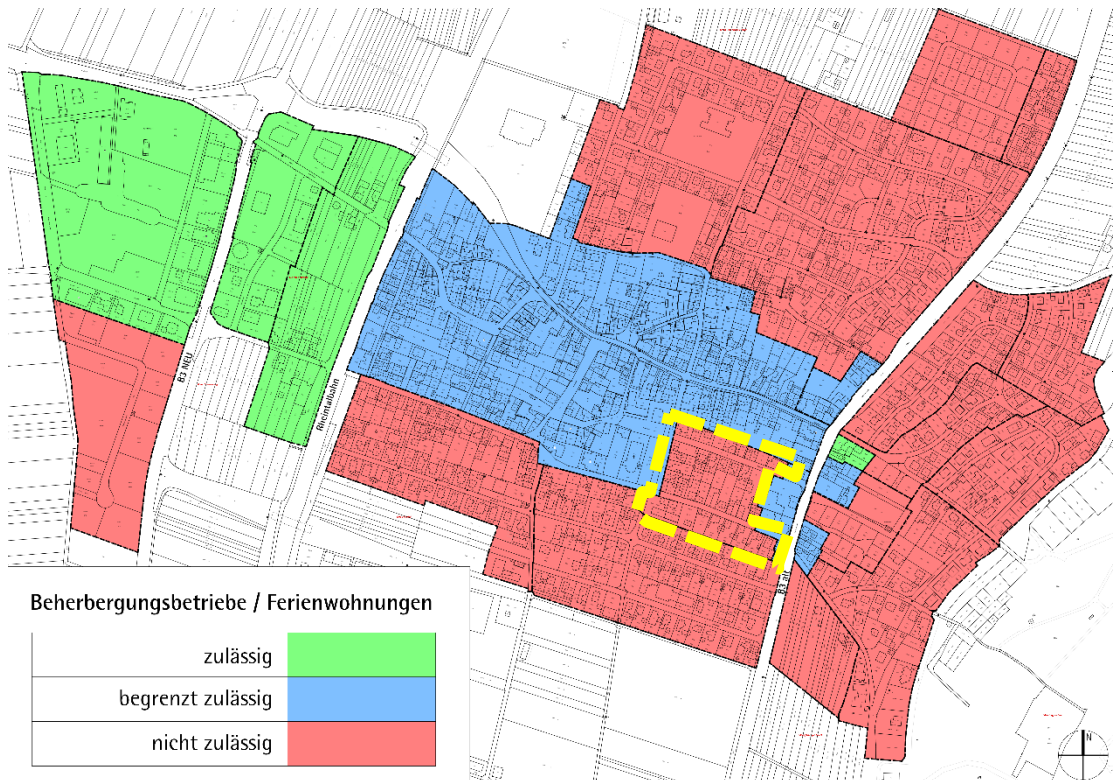 B3 NEU
Rheintalbahn
B3 alt
Beherbergungsbetriebe / Ferienwohnungen
zulässig
begrenzt zulässig
nicht zulässig
N